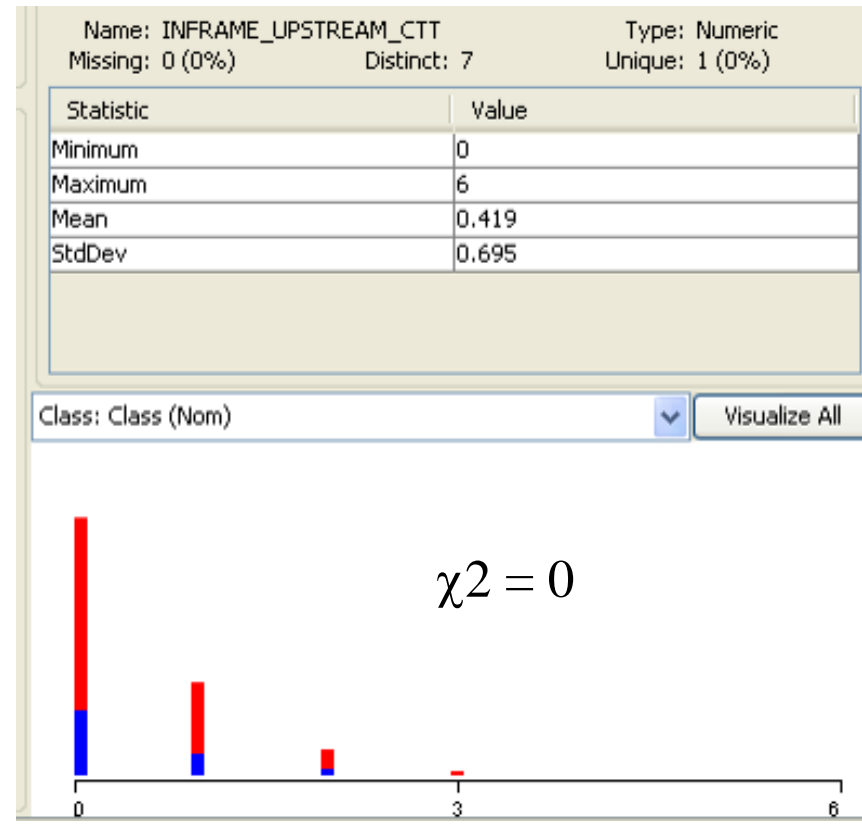 Name: INFRAME_UPSTREAM_CTT Type: Numeric
Missing: 0 (0%) Distinct: 7 Unique: 1 (0%)
Statistic Value
Minimum 0
Maximum 6
Mean 0.419
StdDev 0.695
Class: Class (Nom) Visualize All
χ2 = 0
0 3 6